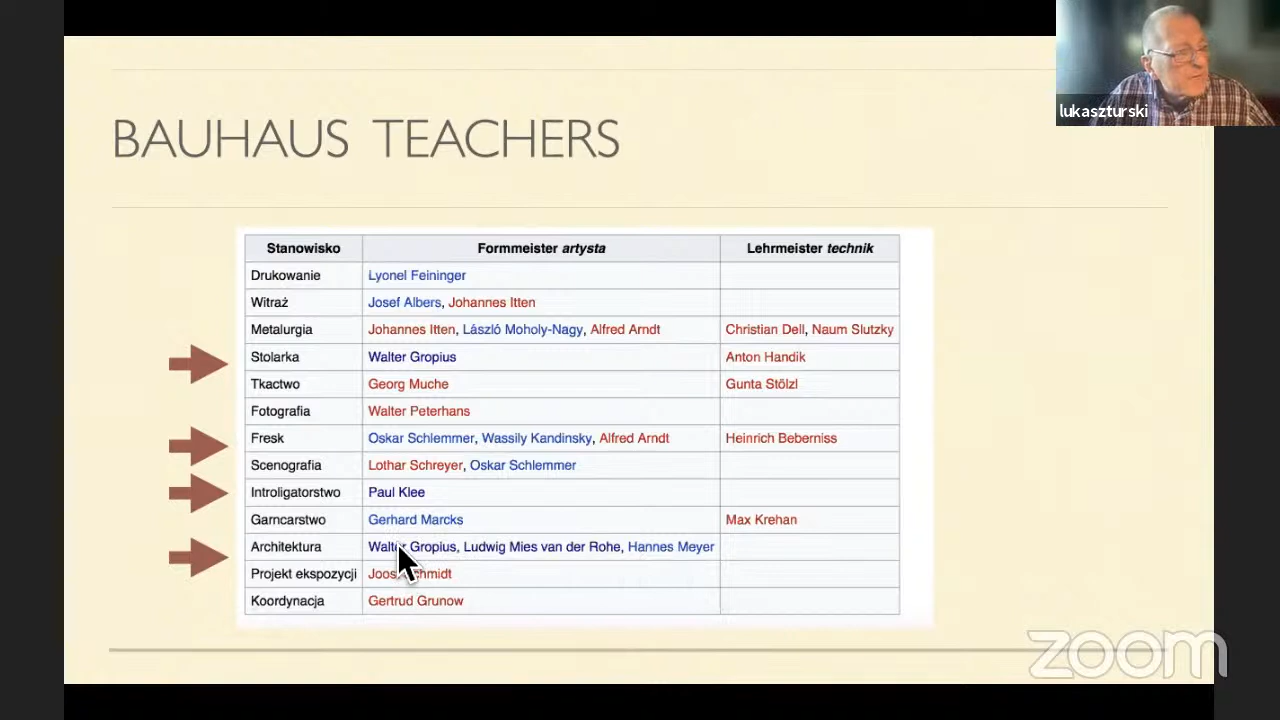 lukaszturski
BAUHAUS TEACHERS
Stanowisko Formmeister artysta Lehrmeister technik
Drukowanie Lyonel Feininger
Witraż Josef Albers, Johannes Itten
Metalurgia Johannes Itten, László Moholy-Nagy, Alfred Arndt Christian Dell, Naum Slutzky
Stolarka Walter Gropius Anton Handik
Tkactwo Georg Muche Gunta Stölzl
Fotografia Walter Peterhans
Fresk Oskar Schlemmer, Wassily Kandinsky, Alfred Arndt Heinrich Beberniss
Scenografia Lothar Schreyer, Oskar Schlemmer
Introligatorstwo Paul Klee
Garncarstwo Gerhard Marcks Max Krehan
Architektura Walter Gropius, Ludwig Mies van der Rohe, Hannes Meyer
Projekt ekspozycji Joost Schmidt
Koordynacja Gertrud Grunow
zoom